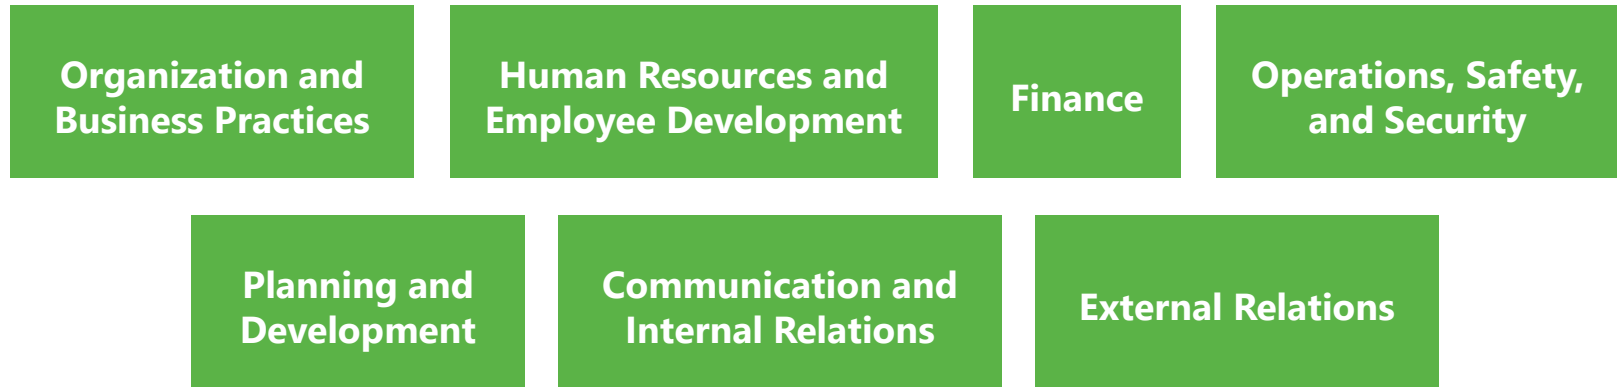 Organization and
Business Practices
Human Resources and
Employee Development
Finance
Operations, Safety,
and Security
Planning and
Development
Communication and
Internal Relations
External Relations